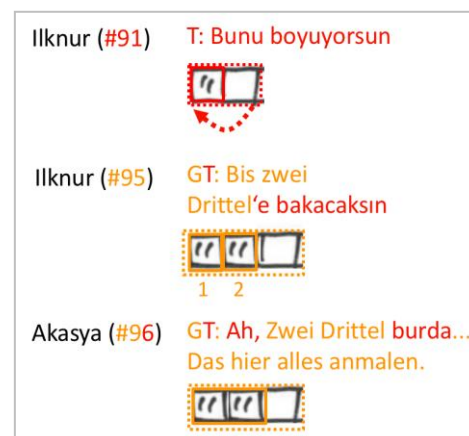 Ilknur (#91) T: Bunu boyuyorsun
Ilknur (#95) GT: Bis zwei
Drittel‘e bakacaksın
1 2
Akasya (#96) GT: Ah, Zwei Drittel burda...
Das hier alles anmalen.